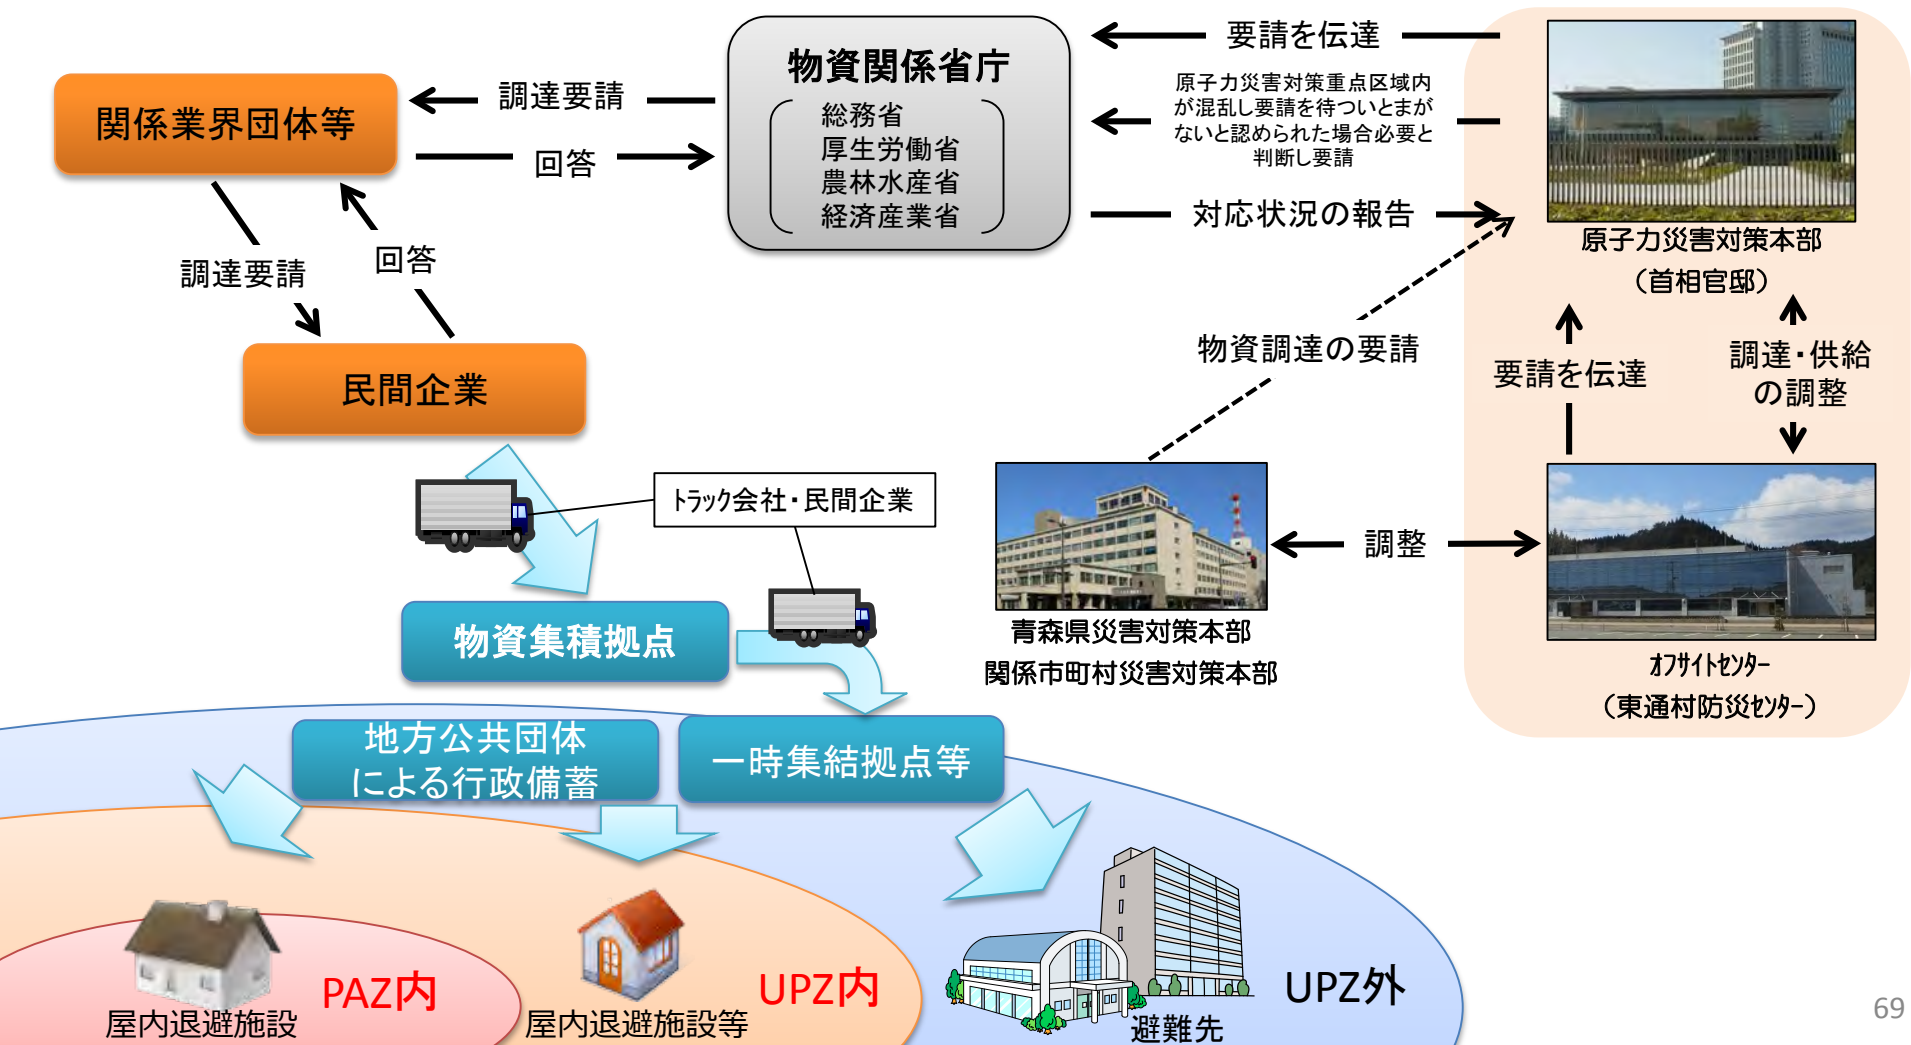 要請を伝達
物資関係省庁
総務省
厚生労働省
農林水産省
経済産業省
原子力災害対策重点区域内
が混乱し要請を待ついとまが
ないと認められた場合必要と
判断し要請
対応状況の報告
関係業界団体等
調達要請
回答
調達要請
回答
民間企業
原子力災害対策本部
（首相官邸）
物資調達の要請
要請を伝達
調達・供給
の調整
ﾄﾗｯｸ会社・民間企業
調整
物資集積拠点
青森県災害対策本部
関係市町村災害対策本部
ｵﾌｻｲﾄｾﾝﾀｰ
（東通村防災ｾﾝﾀｰ）
地方公共団体
による行政備蓄
一時集結拠点等
PAZ内
屋内退避施設
UPZ内
屋内退避施設等
UPZ外
避難先
69